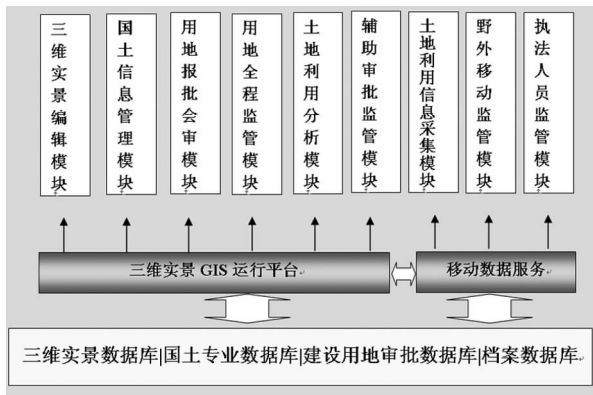 三维实景编辑模块
国土信息管理模块
用地报批会审模块
用地全程监管模块
土地利用分析模块
辅助审批监管模块
土地利用信息采集模块
野外移动监管模块
执法人员监管模块
三维实景 GIS 运行平台
移动数据服务
三维实景数据库|国土专业数据库|建设用地审批数据库|档案数据库